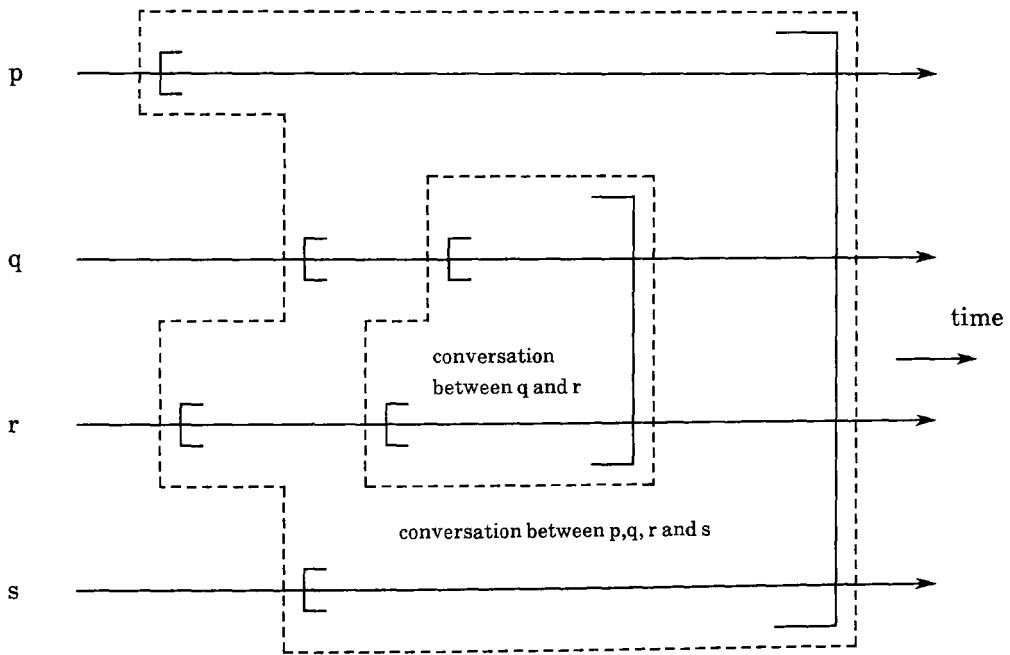 p
q
time
conversation
between q and r
r
conversation between p,q, r and s
s